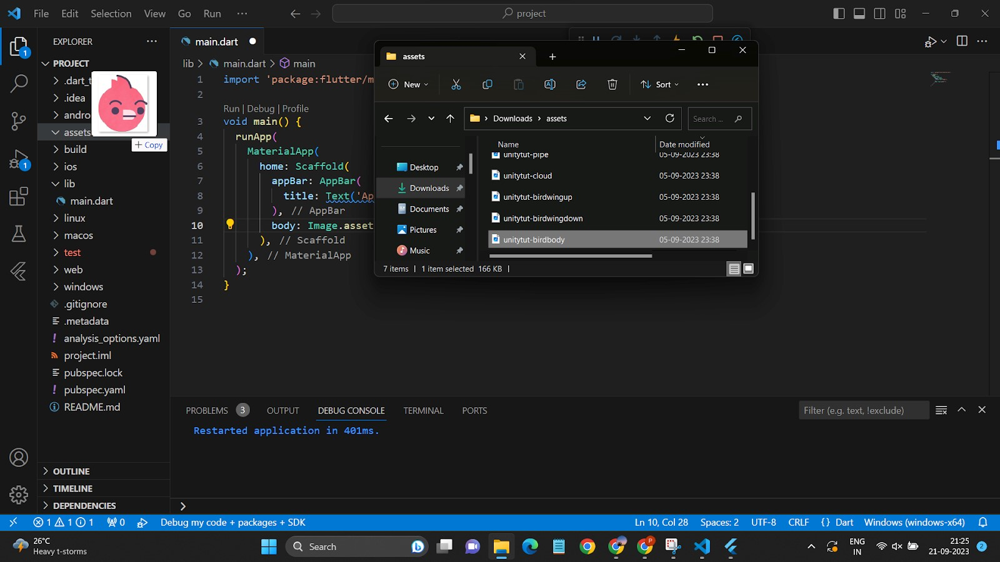 File Edit Selection View Go Run ···
project
EXPLORER ···
PROJECT
.dart_t
.idea
andro
assets
+ Copy
build
ios
lib
main.dart
linux
macos
test
web
windows
.gitignore
.metadata
! analysis_options.yaml
project.iml
pubspec.lock
! pubspec.yaml
README.md
OUTLINE
TIMELINE
DEPENDENCIES
1
1
main.dart
lib > main.dart > main
1 import 'package:flutter/m
2
Run | Debug | Profile
3 void main() {
4 runApp(
5 MaterialApp(
6 home: Scaffold(
7 appBar: AppBar(
8 title: Text('Ap
9 ), // AppBar
10 body: Image.asset
11 ), // Scaffold
12 ), // MaterialApp
13 );
14 }
15
assets
New
Sort
···
Downloads > assets
Search ...
Name Date modified
Desktop
Downloads
Documents
Pictures
Music
unitytut-pipe 05-09-2023 23:38
unitytut-cloud 05-09-2023 23:38
unitytut-birdwingup 05-09-2023 23:38
unitytut-birdwingdown 05-09-2023 23:38
unitytut-birdbody 05-09-2023 23:38
7 items | 1 item selected 166 KB |
PROBLEMS 3 OUTPUT DEBUG CONSOLE TERMINAL PORTS
Filter (e.g. text, !exclude)
Restarted application in 401ms.
1 1 1 0 Debug my code + packages + SDK
Ln 10, Col 28 Spaces: 2 UTF-8 CRLF {} Dart Windows (windows-x64)
26°C
Heavy t-storms
Search
P
ENG
IN
21:25
21-09-2023
2